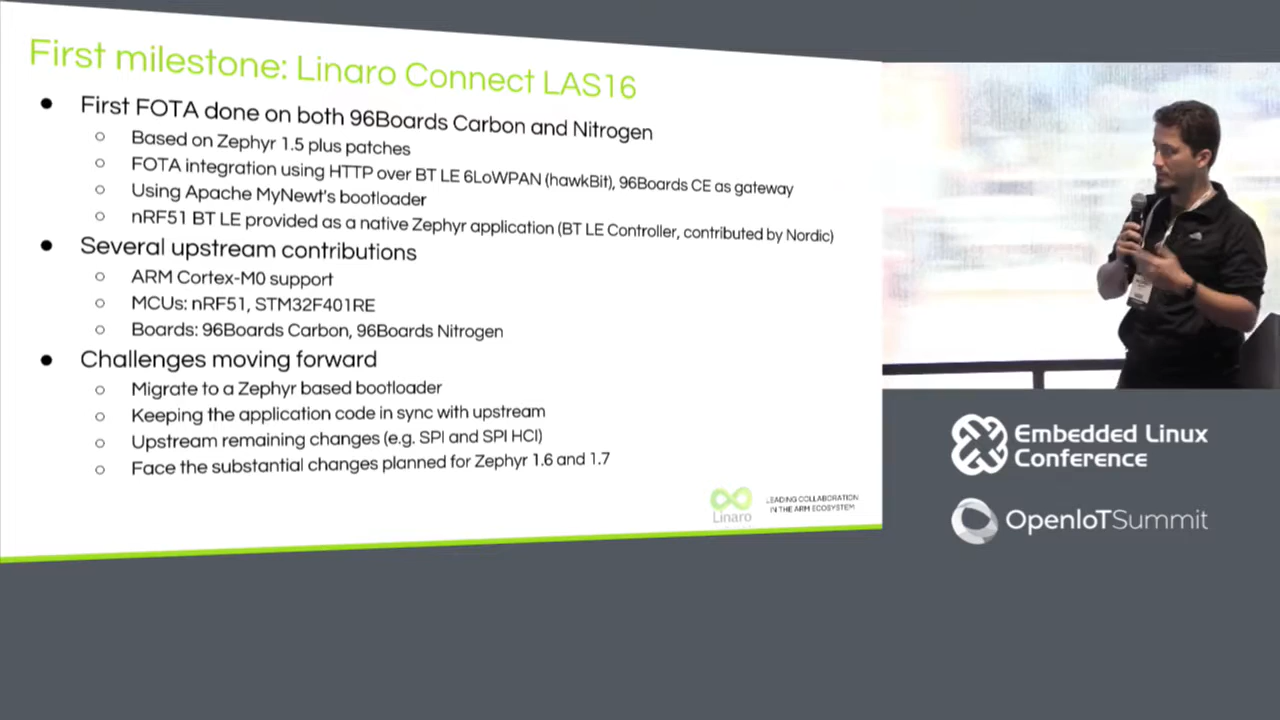 First milestone: Linaro Connect LAS16
● First FOTA done on both 96Boards Carbon and Nitrogen
○ Based on Zephyr 1.5 plus patches
○ FOTA integration using HTTP over BT LE 6LoWPAN (hawkBit), 96Boards CE as gateway
○ Using Apache MyNewt's bootloader
○ nRF51 BT LE provided as a native Zephyr application (BT LE Controller, contributed by Nordic)
● Several upstream contributions
○ ARM Cortex-M0 support
○ MCUs: nRF51, STM32F401RE
○ Boards: 96Boards Carbon, 96Boards Nitrogen
● Challenges moving forward
○ Migrate to a Zephyr based bootloader
○ Keeping the application code in sync with upstream
○ Upstream remaining changes (e.g. SPI and SPI HCI)
○ Face the substantial changes planned for Zephyr 1.6 and 1.7
Linaro
LEADING COLLABORATION
IN THE ARM ECOSYSTEM
Embedded Linux
Conference
OpenIoTSummit